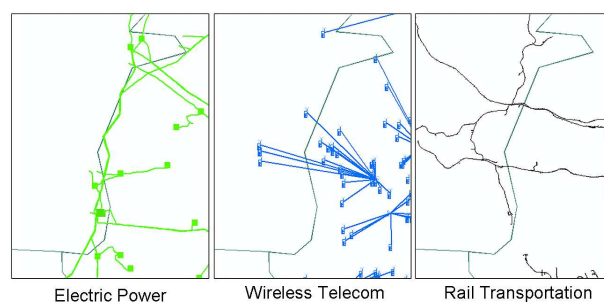 Electric Power
Wireless Telecom
Rail Transportation